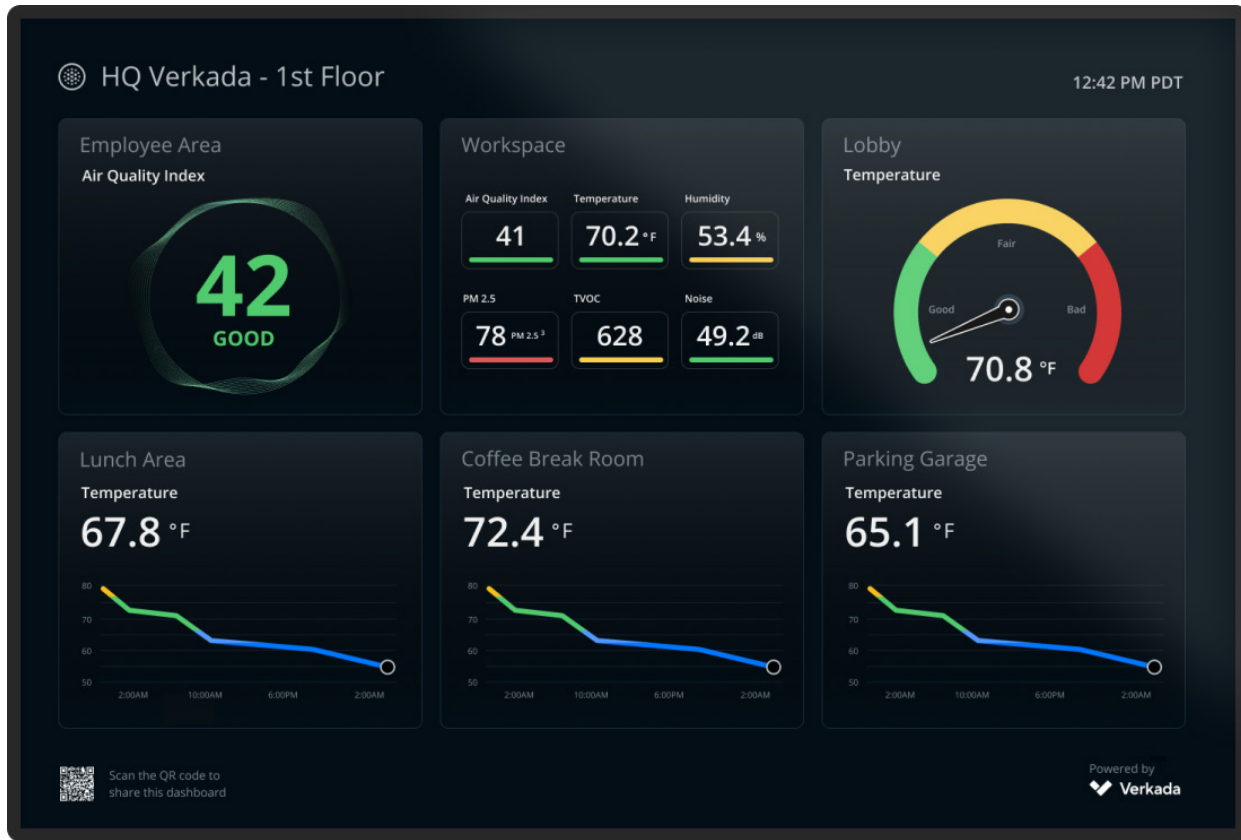 HQ Verkada - 1st Floor
12:42 PM PDT
Employee Area
Air Quality Index
42
GOOD
Workspace
Air Quality Index
Temperature
Humidity
41
70.2 °F
53.4 %
PM 2.5
TVOC
Noise
78 PM 2.5 ³
628
49.2 dB
Lobby
Temperature
Fair
Good
Bad
70.8 °F
Lunch Area
Temperature
67.8 °F
80
70
60
50
2:00AM
10:00AM
6:00PM
2:00AM
Coffee Break Room
Temperature
72.4 °F
80
70
60
50
2:00AM
10:00AM
6:00PM
2:00AM
Parking Garage
Temperature
65.1 °F
80
70
60
50
2:00AM
10:00AM
6:00PM
2:00AM
Scan the QR code to
share this dashboard
Powered by
Verkada